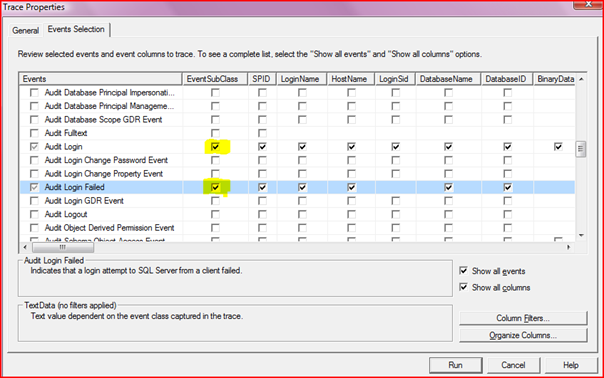 Trace Properties
General Events Selection
Review selected events and event columns to trace. To see a complete list, select the "Show all events" and "Show all columns" options.
Events EventSubClass SPID LoginName HostName LoginSid DatabaseName DatabaseID BinaryData
Audit Database Principal Impersonati...
Audit Database Principal Manageme...
Audit Database Scope GDR Event
Audit Fulltext
Audit Login
Audit Login Change Password Event
Audit Login Change Property Event
Audit Login Failed
Audit Login GDR Event
Audit Logout
Audit Object Derived Permission Event
Audit Schema Object Access Event
Audit Login Failed
Indicates that a login attempt to SQL Server from a client failed.
Show all events
Show all columns
TextData (no filters applied)
Text value dependent on the event class captured in the trace.
Column Filters...
Organize Columns...
Run Cancel Help